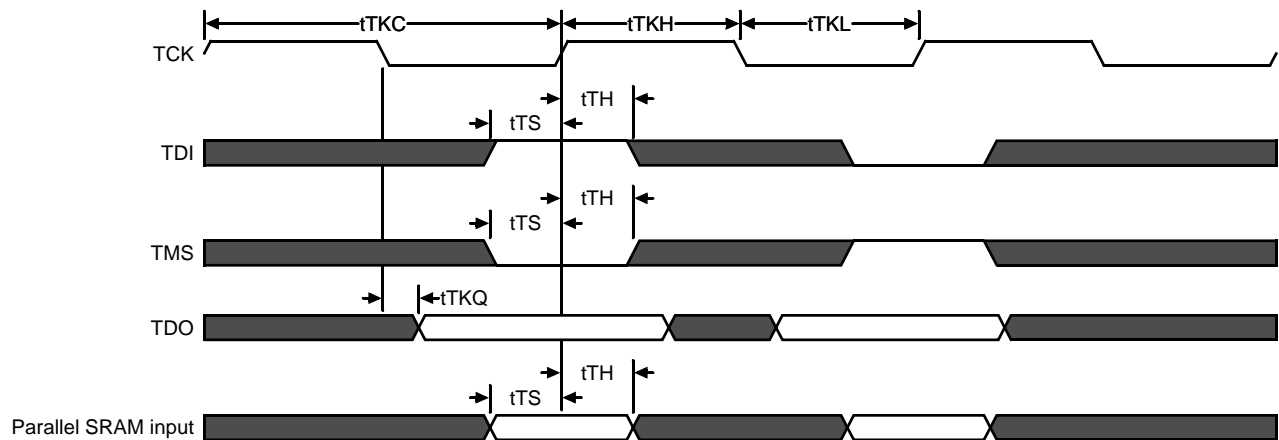 tTKC
tTKH
tTKL
TCK
tTH
tTS
TDI
tTH
tTS
TMS
tTKQ
TDO
tTH
tTS
Parallel SRAM input